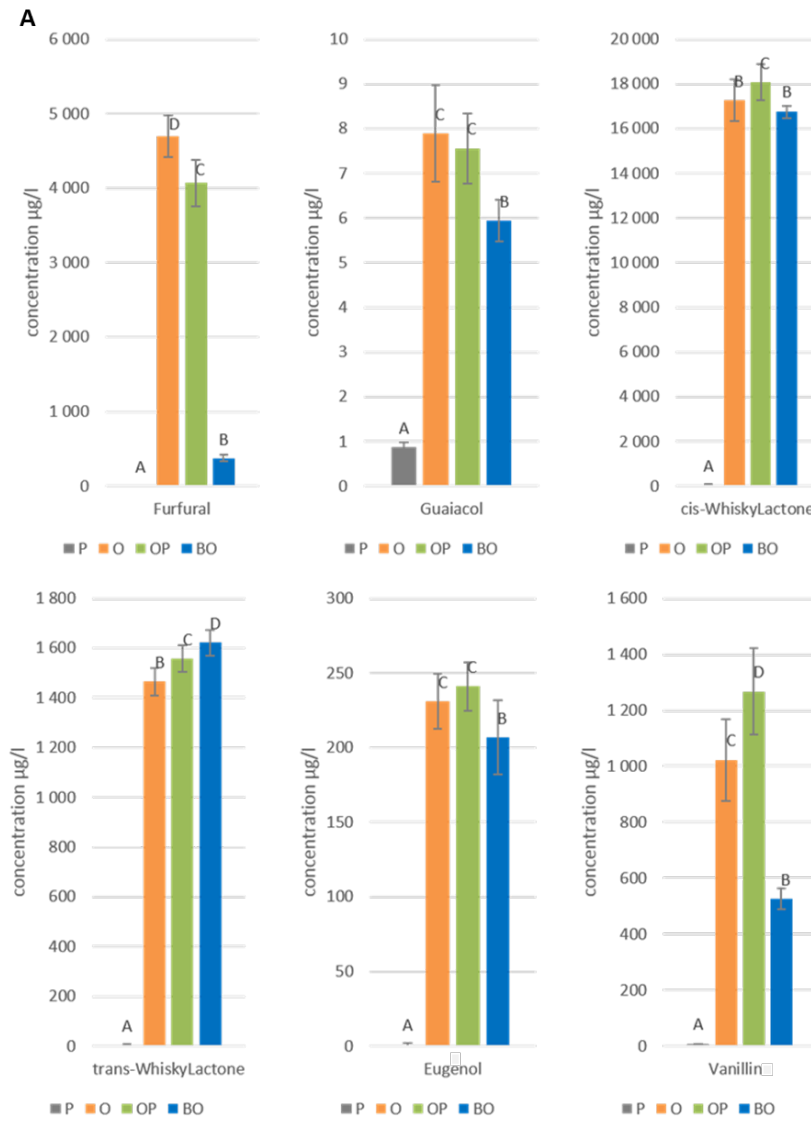 A
6 000
5 000
4 000
3 000
2 000
1 000
0
concentration µg/l
A
D
C
B
Furfural
P O OP BO
10
9
8
7
6
5
4
3
2
1
0
concentration µg/l
A
C
C
B
Guaiacol
P O OP BO
20 000
18 000
16 000
14 000
12 000
10 000
8 000
6 000
4 000
2 000
0
concentration µg/l
A
B
C
B
cis-WhiskyLactone
P O OP BO
1 800
1 600
1 400
1 200
1 000
800
600
400
200
0
concentration µg/l
A
B
C
D
trans-WhiskyLactone
P O OP BO
300
250
200
150
100
50
0
concentration µg/l
A
C
C
B
Eugenol
P O OP BO
1 600
1 400
1 200
1 000
800
600
400
200
0
concentration µg/l
A
C
D
B
Vanillin
P O OP BO